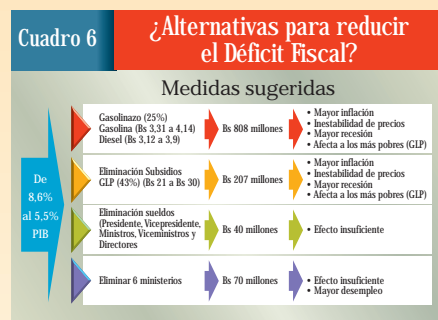 Cuadro 6
¿Alternativas para reducir
el Déficit Fiscal?
Medidas sugeridas
De
8,6%
al 5,5%
PIB
Gasolinazo (25%)
Gasolina (Bs 3,31 a 4,14)
Diesel (Bs 3,12 a 3,9)
Bs 808 millones
• Mayor inflación
• Inestabilidad de precios
• Mayor recesión
• Afecta a los más pobres (GLP)
Eliminación Subsidios
GLP (43%) (Bs 21 a Bs 30)
Bs 207 millones
• Mayor inflación
• Inestabilidad de precios
• Mayor recesión
• Afecta a los más pobres (GLP)
Eliminación sueldos
(Presidente, Vicepresidente,
Ministros, Viceministros y
Directores
Bs 40 millones
• Efecto insuficiente
Eliminar 6 ministerios
Bs 70 millones
• Efecto insuficiente
• Mayor desempleo